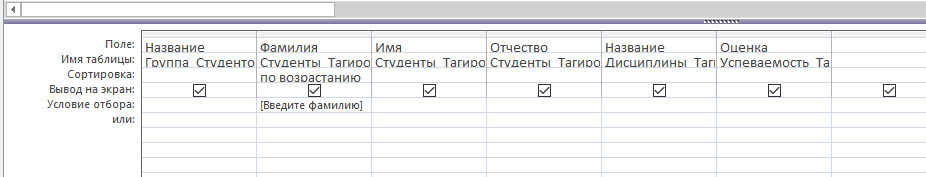 Поле: Название Фамилия Имя Отчество Название Оценка
Имя таблицы: Группа_Студенто Студенты_Тагиро Студенты_Тагиро Студенты_Тагиро Дисциплины_Таги Успеваемость_Та
Сортировка: по возрастанию
Вывод на экран:
Условие отбора: [Введите фамилию]
или: